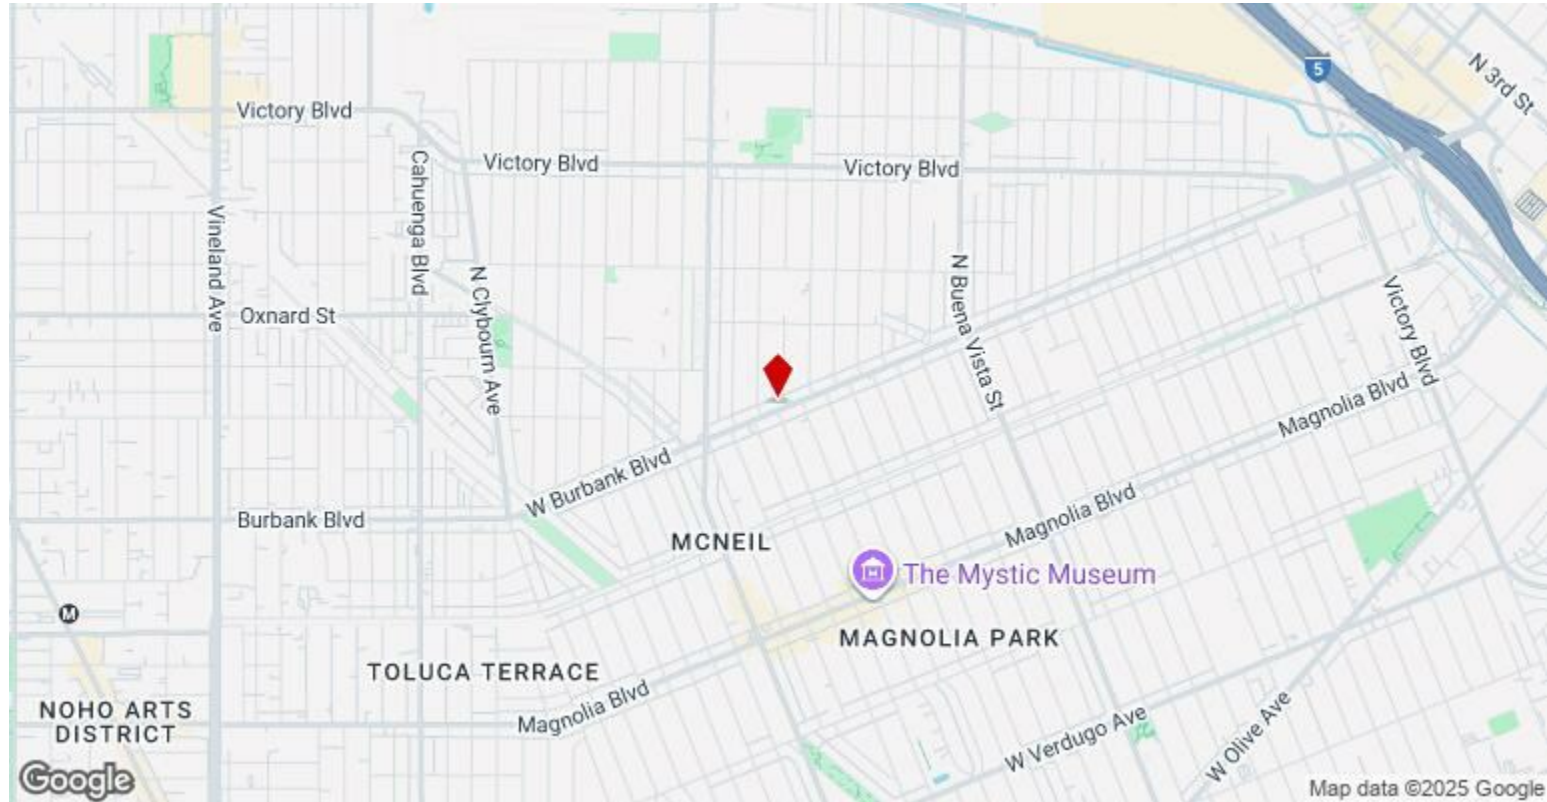 5
N 3rd St
Victory Blvd
Victory Blvd
Victory Blvd
Cahuenga Blvd
Vineland Ave
N Clybourn Ave
N Buena Vista St
Oxnard St
Victory Blvd
Magnolia Blvd
W Burbank Blvd
Burbank Blvd
Magnolia Blvd
MCNEIL
The Mystic Museum
M
MAGNOLIA PARK
TOLUCA TERRACE
Magnolia Blvd
NOHO ARTS
DISTRICT
W Verdugo Ave
W Olive Ave
Google
Map data ©2025 Google